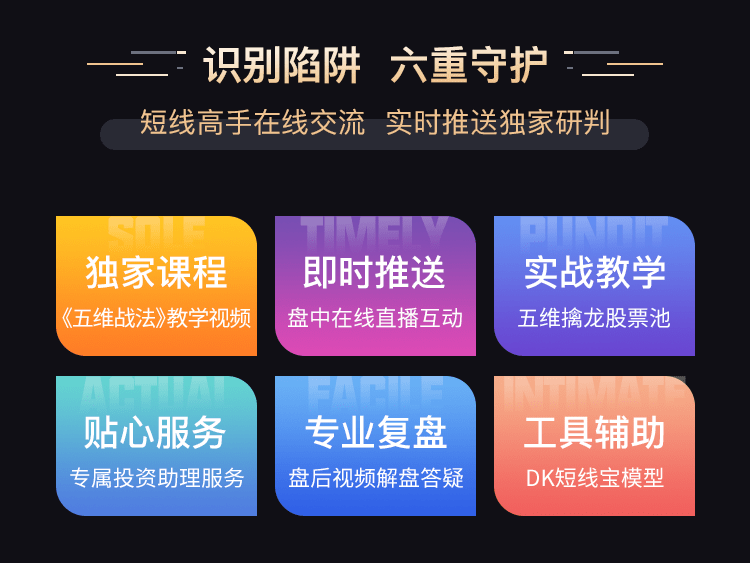 识别陷阱 六重守护
短线高手在线交流 实时推送独家研判
SOLE
独家课程
《五维战法》教学视频
TIMELY
即时推送
盘中在线直播互动
PUNDIT
实战教学
五维擒龙股票池
ACTUAL
贴心服务
专属投资助理服务
FACILE
专业复盘
盘后视频解盘答疑
INTIMATE
工具辅助
DK短线宝模型